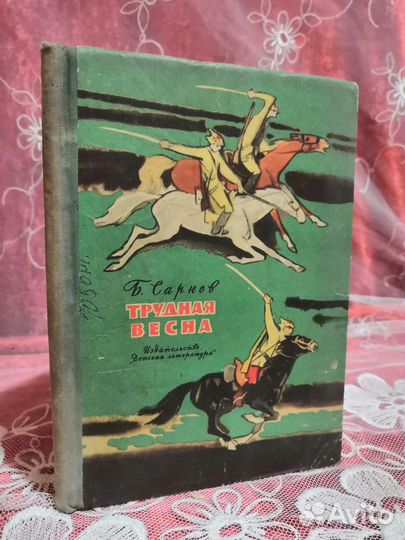 Б. Сарнов
ТРУДНАЯ
ВЕСНА
Издательство
"Детская литература"
Avito